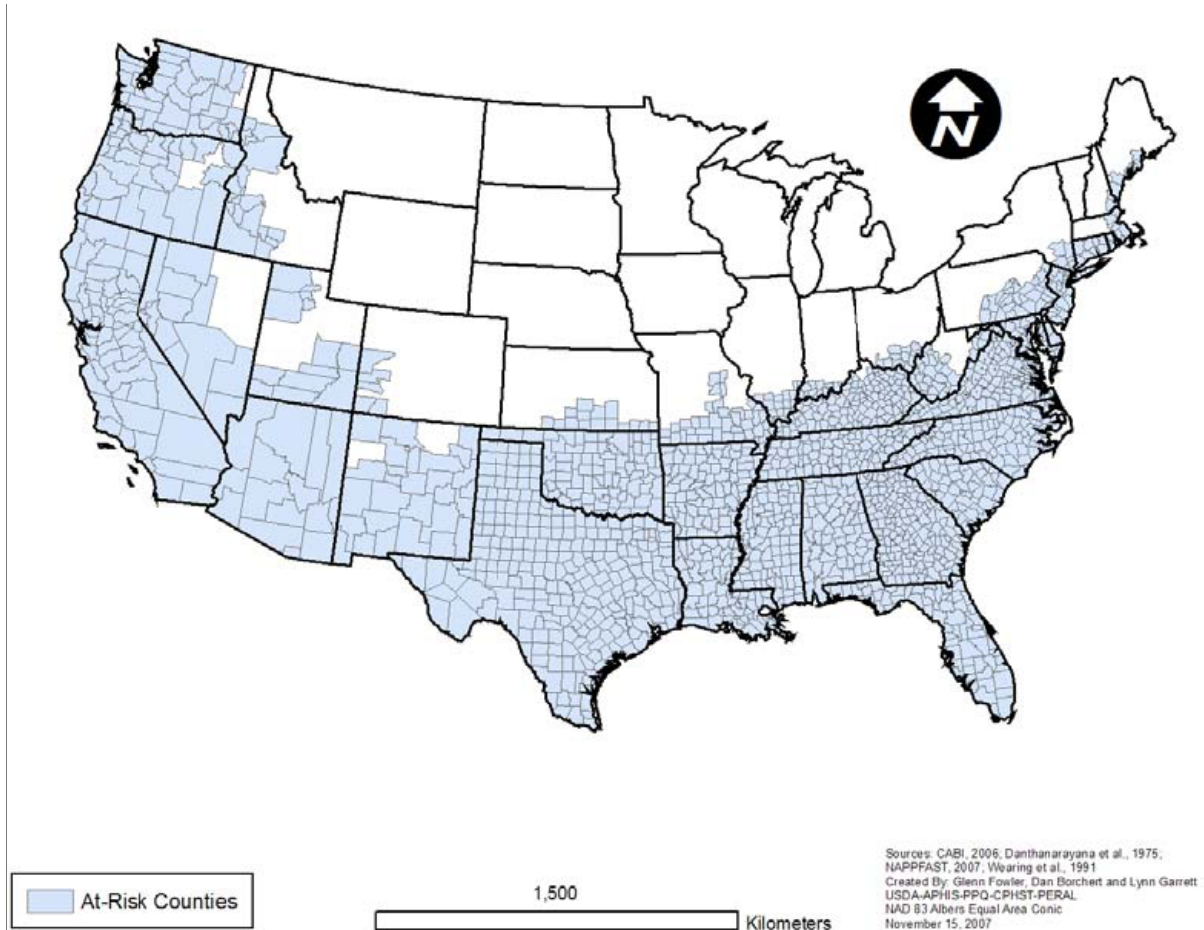 N
At-Risk Counties
1,500
Kilometers
Sources: CABI, 2006; Danthanarayana et al., 1975;
NAPPFAST, 2007; Wearing et al., 1991
Created By: Glenn Fowler, Dan Borchert and Lynn Garrett
USDA-APHIS-PPQ-CPHST-PERAL
NAD 83 Albers Equal Area Conic
November 15, 2007